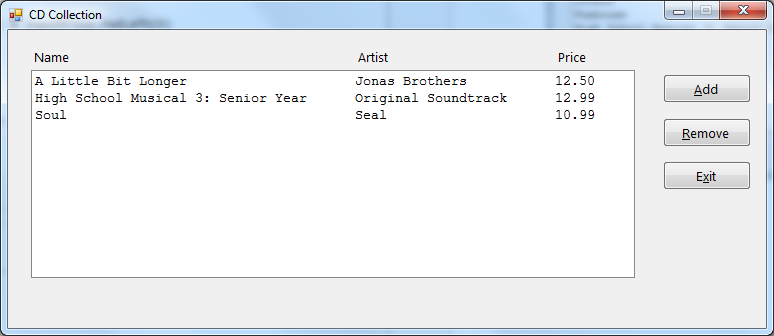 CD Collection
Name Artist Price
A Little Bit Longer Jonas Brothers 12.50
High School Musical 3: Senior Year Original Soundtrack 12.99
Soul Seal 10.99
Add
Remove
Exit